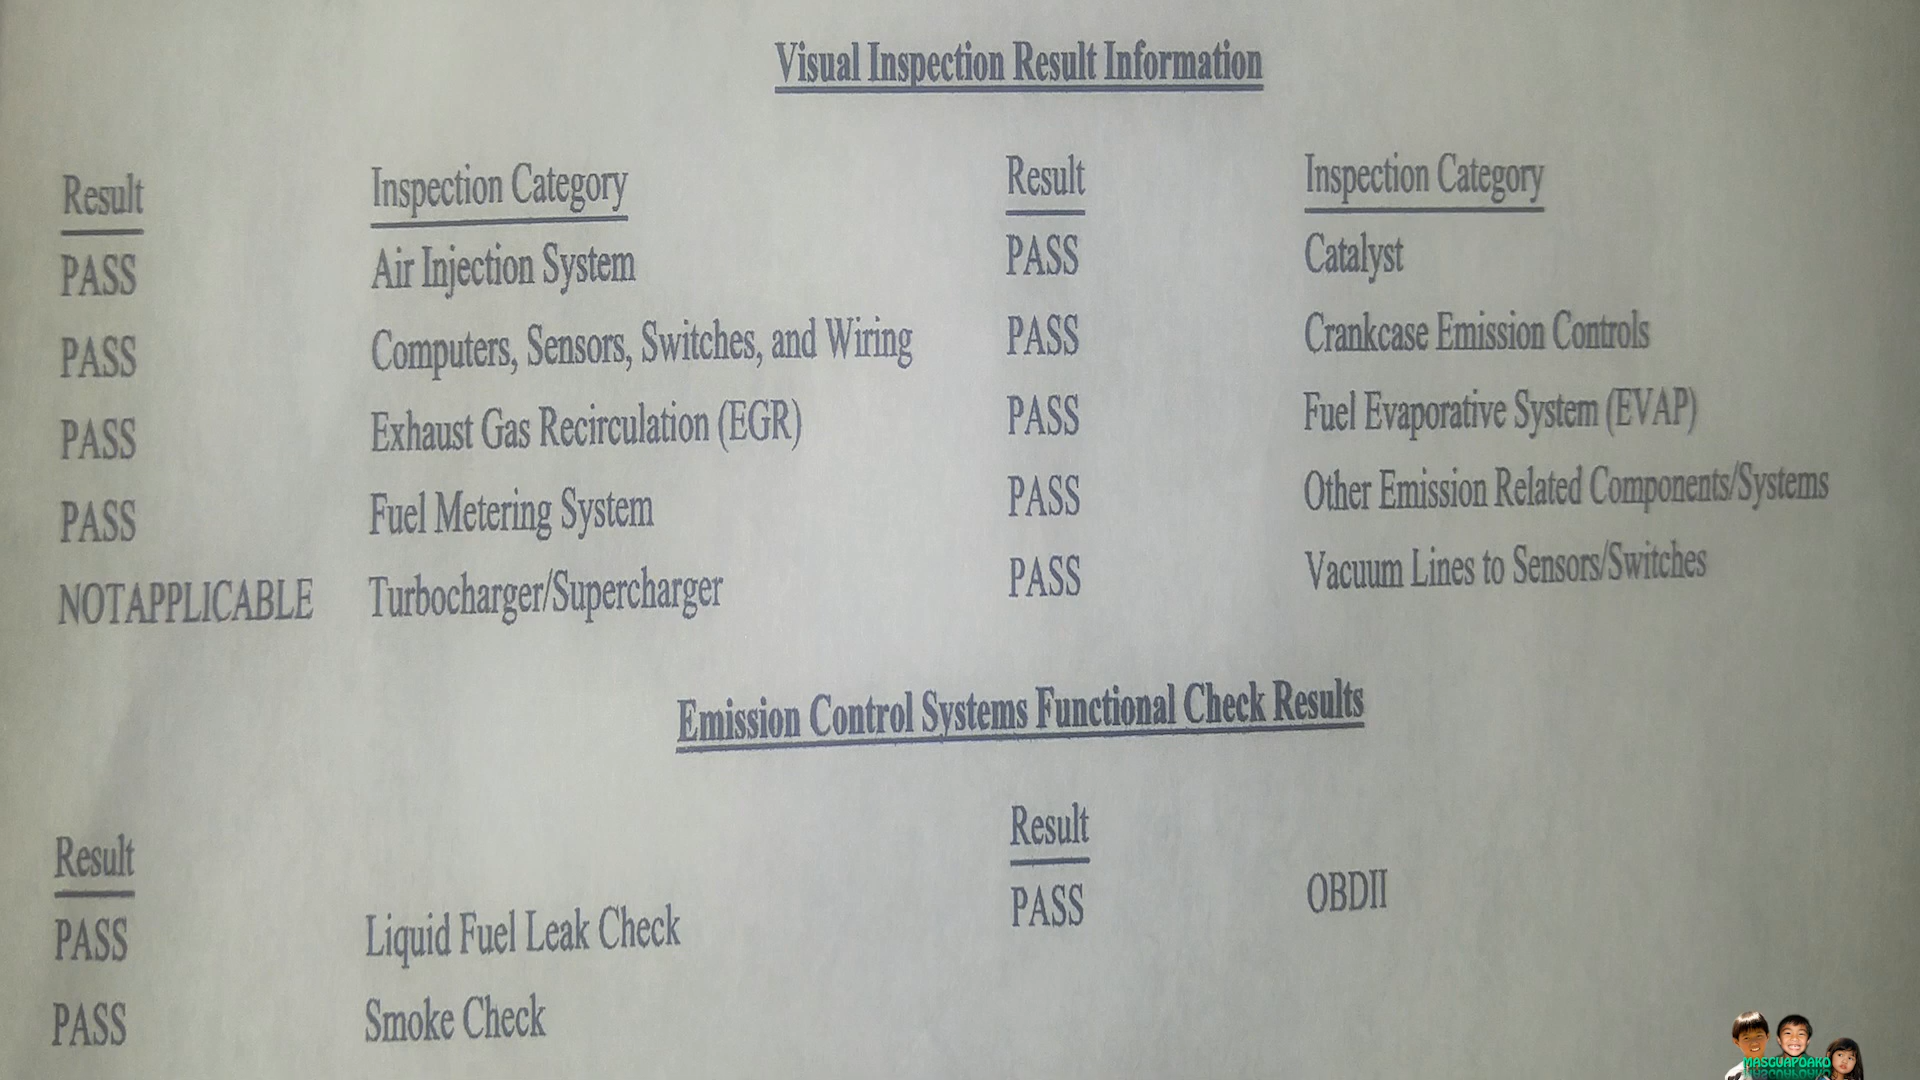 Visual Inspection Result Information
Result Inspection Category Result Inspection Category
PASS Air Injection System PASS Catalyst
PASS Computers, Sensors, Switches, and Wiring PASS Crankcase Emission Controls
PASS Exhaust Gas Recirculation (EGR) PASS Fuel Evaporative System (EVAP)
PASS Fuel Metering System PASS Other Emission Related Components/Systems
NOTAPPLICABLE Turbocharger/Supercharger PASS Vacuum Lines to Sensors/Switches
Emission Control Systems Functional Check Results
Result Result
PASS Liquid Fuel Leak Check PASS OBDII
PASS Smoke Check
MASGUAPOAKO